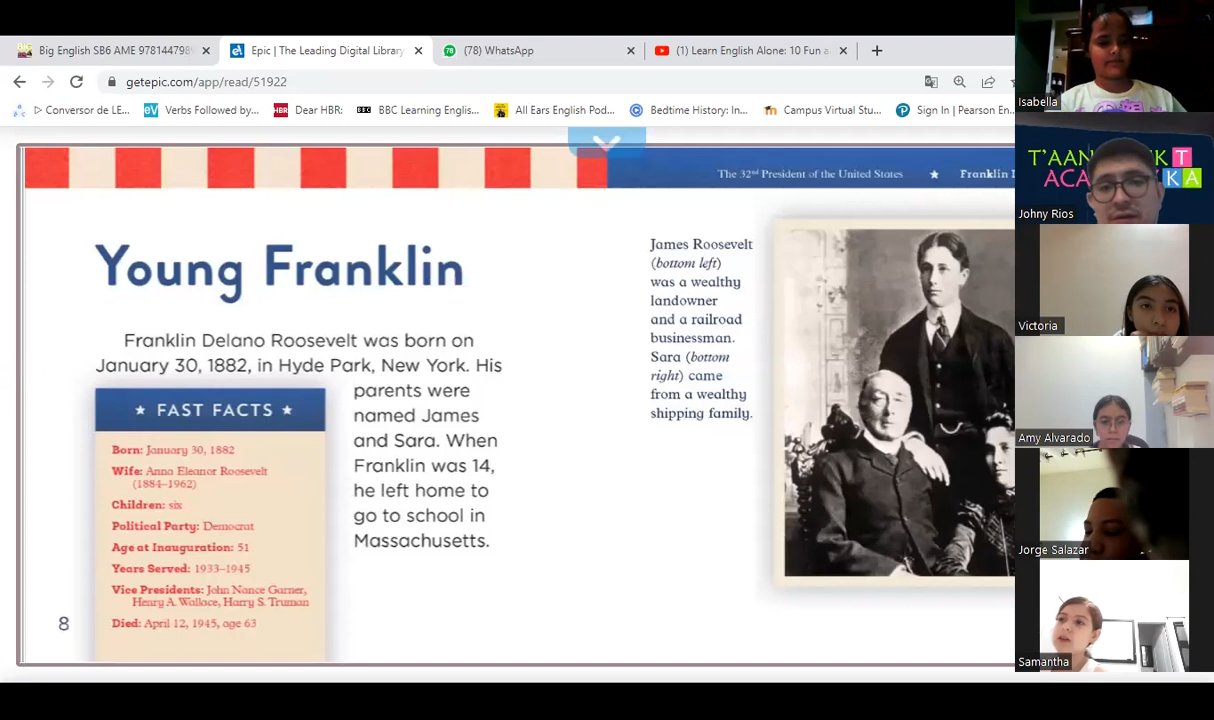 Big English SB6 AME 978144798
Epic | The Leading Digital Library
(78) WhatsApp
(1) Learn English Alone: 10 Fun a
getepic.com/app/read/51922
▷ Conversor de LE...
Verbs Followed by...
HBR
Dear HBR:
BBC
BBC Learning Englis...
All Ears English Pod...
Bedtime History: In...
Campus Virtual Stu...
Sign In | Pearson En...
The 32nd President of the United States ★ Franklin
Young Franklin
Franklin Delano Roosevelt was born on
January 30, 1882, in Hyde Park, New York. His
parents were
named James
and Sara. When
Franklin was 14,
he left home to
go to school in
Massachusetts.
★ FAST FACTS ★
Born: January 30, 1882
Wife: Anna Eleanor Roosevelt
(1884–1962)
Children: six
Political Party: Democrat
Age at Inauguration: 51
Years Served: 1933–1945
Vice Presidents: John Nance Garner,
Henry A. Wallace, Harry S. Truman
Died: April 12, 1945, age 63
8
James Roosevelt
(bottom left)
was a wealthy
landowner
and a railroad
businessman.
Sara (bottom
right) came
from a wealthy
shipping family.
Isabella
T'AAN K T
ACA KA
Johny Rios
Victoria
Amy Alvarado
Jorge Salazar
Samantha